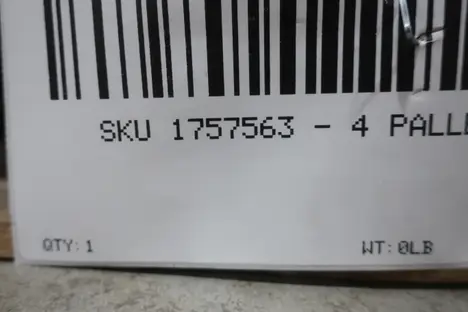 SKU 1757563 - 4 PALL
QTY: 1
WT: 0LB